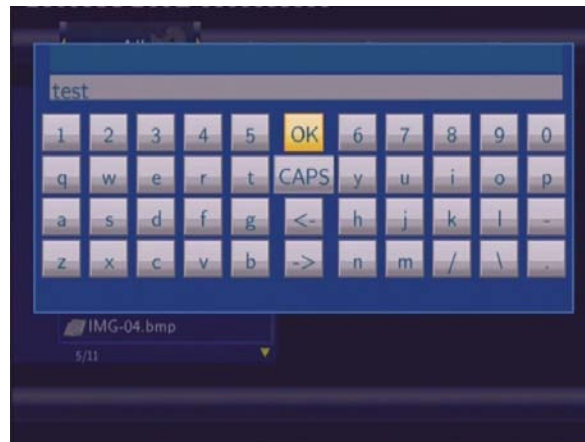 test
1 2 3 4 5 OK 6 7 8 9 0
q w e r t CAPS y u i o p
a s d f g <- h j k l -
z x c v b -> n m / \ .
IMG-04.bmp
5/11